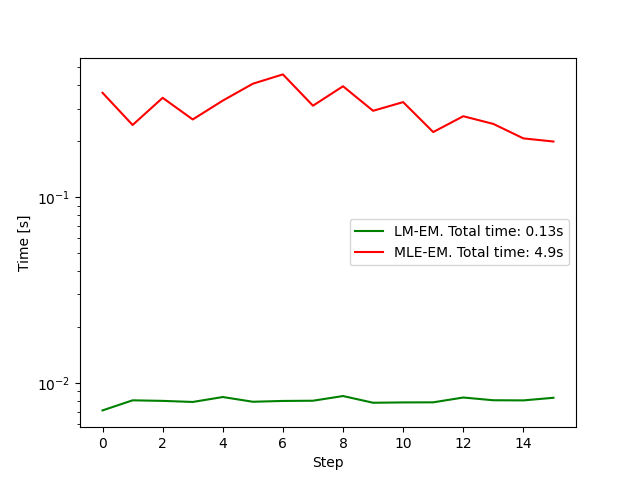 Time [s]
10⁻¹
10⁻²
LM-EM. Total time: 0.13s
MLE-EM. Total time: 4.9s
0 2 4 6 8 10 12 14
Step